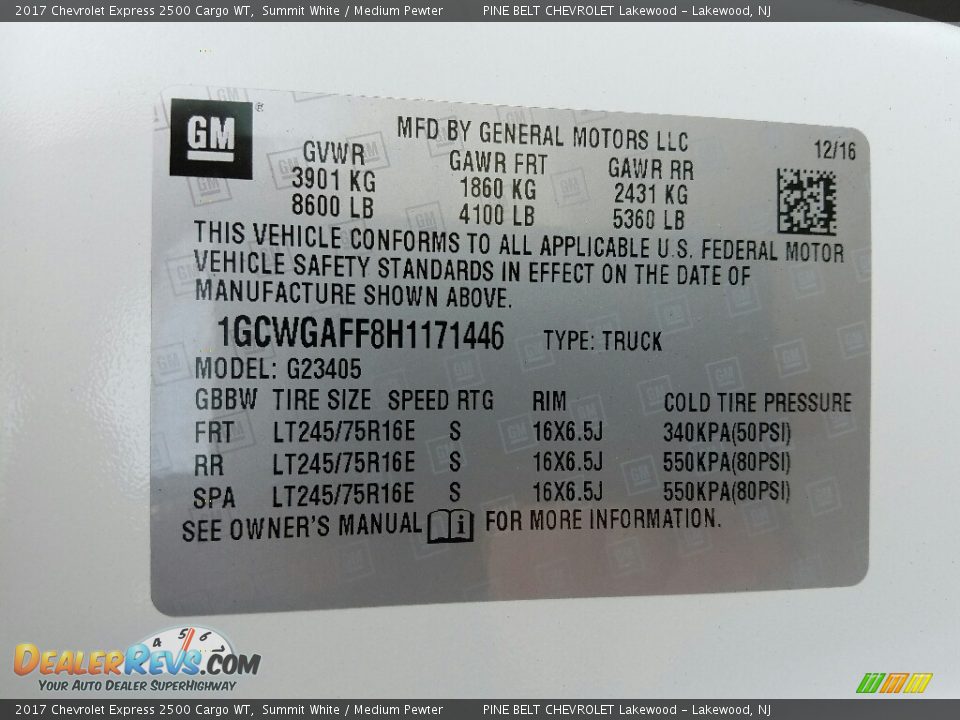 2017 Chevrolet Express 2500 Cargo WT, Summit White / Medium Pewter PINE BELT CHEVROLET Lakewood - Lakewood, NJ
GM ®
MFD BY GENERAL MOTORS LLC
12/16
GVWR GAWR FRT GAWR RR
3901 KG 1860 KG 2431 KG
8600 LB 4100 LB 5360 LB
THIS VEHICLE CONFORMS TO ALL APPLICABLE U.S. FEDERAL MOTOR
VEHICLE SAFETY STANDARDS IN EFFECT ON THE DATE OF
MANUFACTURE SHOWN ABOVE.
1GCWGAFF8H1171446 TYPE: TRUCK
MODEL: G23405
GBBW TIRE SIZE SPEED RTG RIM COLD TIRE PRESSURE
FRT LT245/75R16E S 16X6.5J 340KPA(50PSI)
RR LT245/75R16E S 16X6.5J 550KPA(80PSI)
SPA LT245/75R16E S 16X6.5J 550KPA(80PSI)
SEE OWNER'S MANUAL i FOR MORE INFORMATION.
4 5 6 7
DEALERREVS.COM
YOUR AUTO DEALER SUPERHIGHWAY
2017 Chevrolet Express 2500 Cargo WT, Summit White / Medium Pewter PINE BELT CHEVROLET Lakewood - Lakewood, NJ